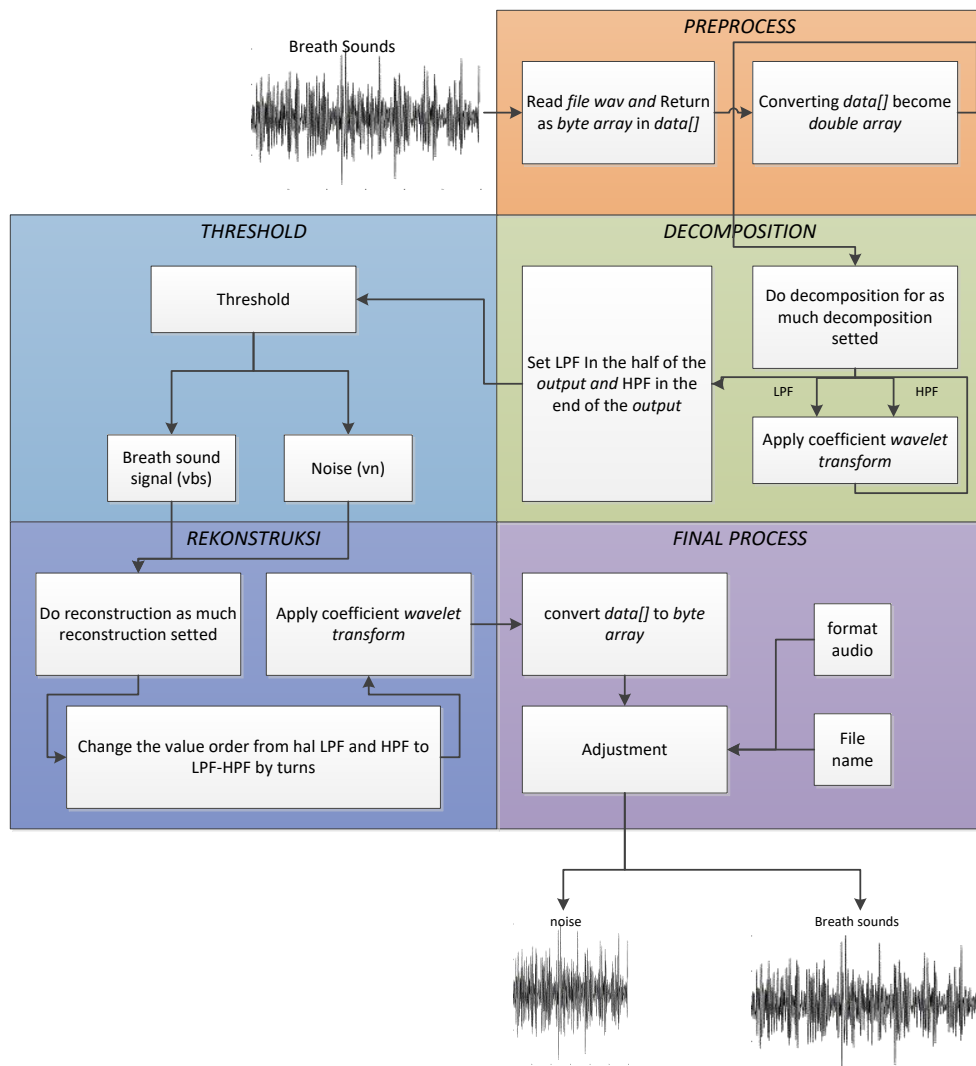 PREPROCESS
Breath Sounds
Read file wav and Return
as byte array in data[]
Converting data[] become
double array
THRESHOLD
DECOMPOSITION
Threshold
Do decomposition for as
much decomposition
setted
Set LPF In the half of the
output and HPF in the
end of the output
LPF
HPF
Apply coefficient wavelet
transform
Breath sound
signal (vbs)
Noise (vn)
REKONSTRUKSI
FINAL PROCESS
Do reconstruction as much
reconstruction setted
Apply coefficient wavelet
transform
convert data[] to byte
array
format
audio
Change the value order from hal LPF and HPF to
LPF-HPF by turns
Adjustment
File
name
noise
Breath sounds